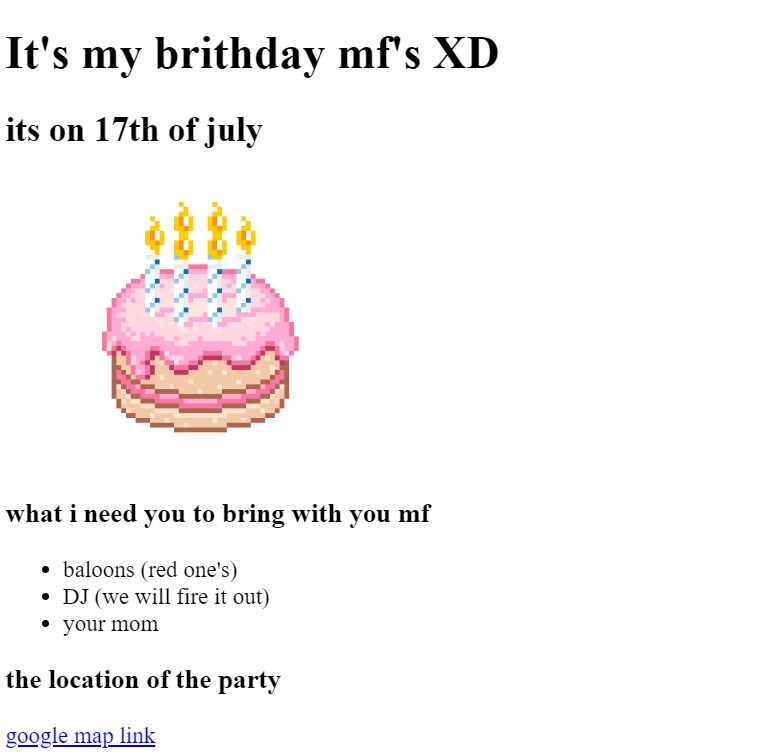 It's my brithday mf's XD
its on 17th of july
what i need you to bring with you mf
baloons (red one's)
DJ (we will fire it out)
your mom
the location of the party
google map link